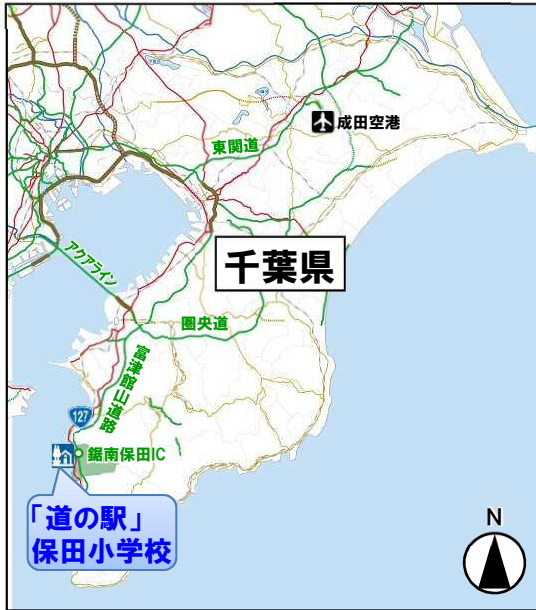 成田空港
東関道
千葉県
アクアライン
圏央道
富津館山道路
127
鋸南保田IC
「道の駅」
保田小学校
N